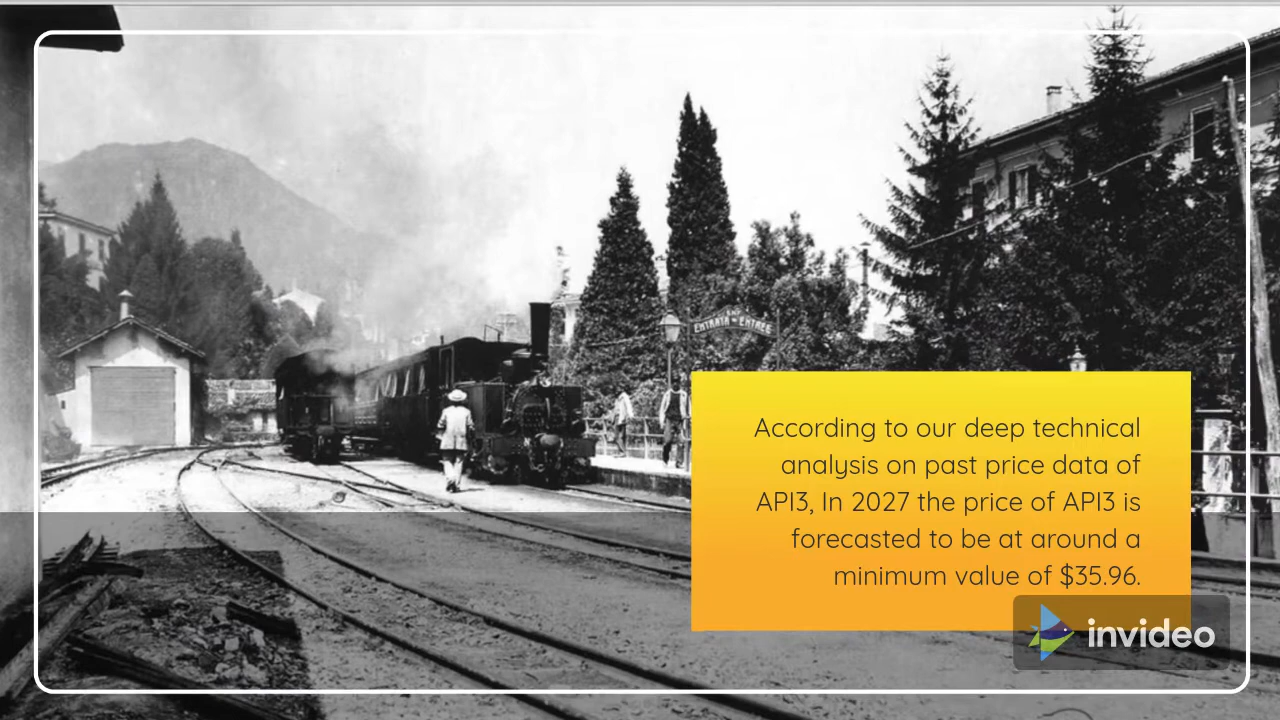 ENTRATA - ENTRÉE
According to our deep technical
analysis on past price data of
API3, In 2027 the price of API3 is
forecasted to be at around a
minimum value of $35.96.
invideo